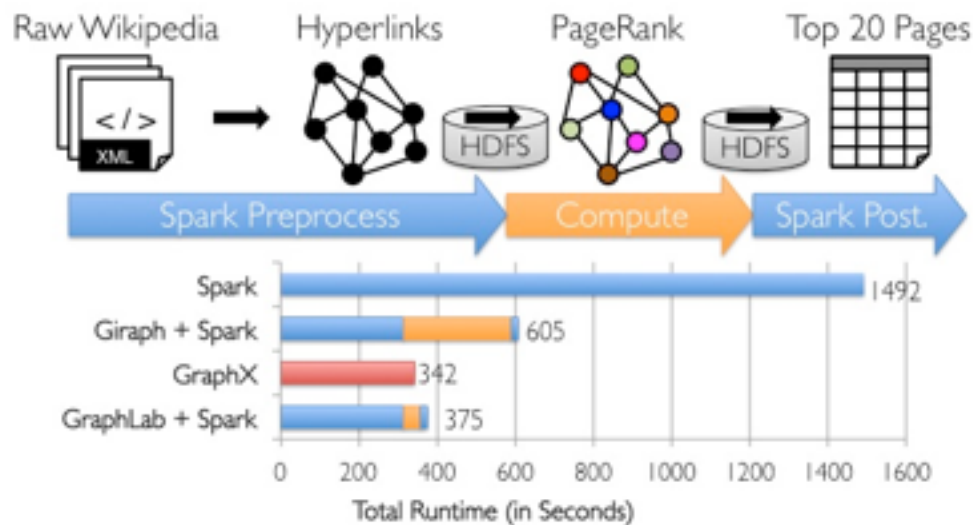 Raw Wikipedia Hyperlinks PageRank Top 20 Pages
</>
XML
HDFS HDFS
Spark Preprocess Compute Spark Post.
Spark 1492
Giraph + Spark 605
GraphX 342
GraphLab + Spark 375
0 200 400 600 800 1000 1200 1400 1600
Total Runtime (in Seconds)